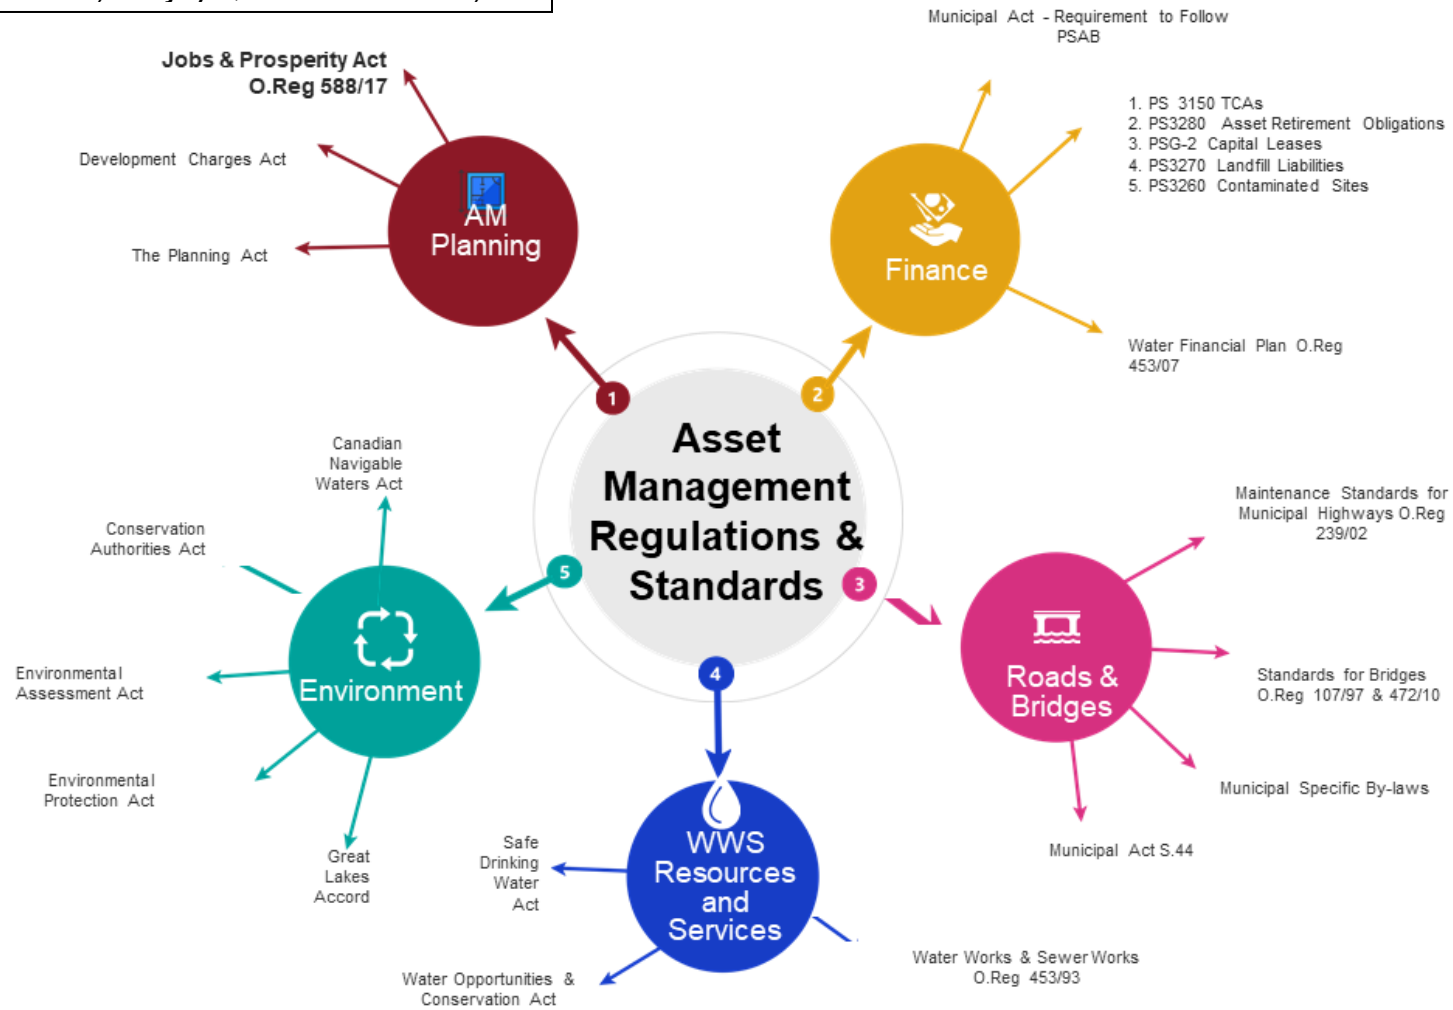 Jobs & Prosperity Act
O.Reg 588/17
Development Charges Act
The Planning Act
AM
Planning
Municipal Act - Requirement to Follow
PSAB
1. PS 3150 TCAs
2. PS3280 Asset Retirement Obligations
3. PSG-2 Capital Leases
4. PS3270 Landfill Liabilities
5. PS3260 Contaminated Sites
Finance
Water Financial Plan O.Reg
453/07
1
2
Asset
Management
Regulations &
Standards
3
4
5
Canadian
Navigable
Waters Act
Conservation
Authorities Act
Environment
Environmental
Assessment Act
Environmental
Protection Act
Great
Lakes
Accord
Maintenance Standards for
Municipal Highways O.Reg
239/02
Roads &
Bridges
Standards for Bridges
O.Reg 107/97 & 472/10
Municipal Specific By-laws
Municipal Act S.44
WWS
Resources
and
Services
Safe
Drinking
Water
Act
Water Opportunities &
Conservation Act
Water Works & Sewer Works
O.Reg 453/93